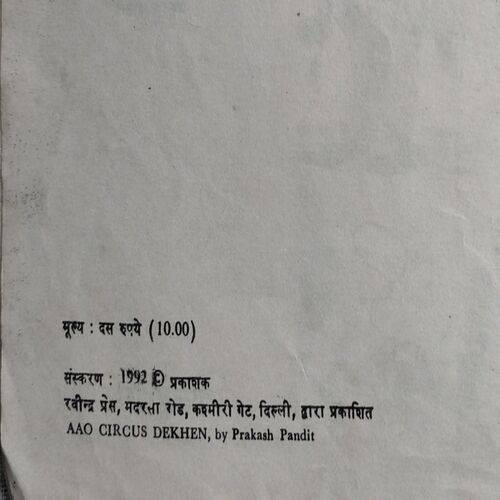 मूल्य : दस रुपये (10.00)
संस्करण : 1992 © प्रकाशक
रवीन्द्र प्रेस, मदरसा रोड, कश्मीरी गेट, दिल्ली, द्वारा प्रकाशित
AAO CIRCUS DEKHEN, by Prakash Pandit